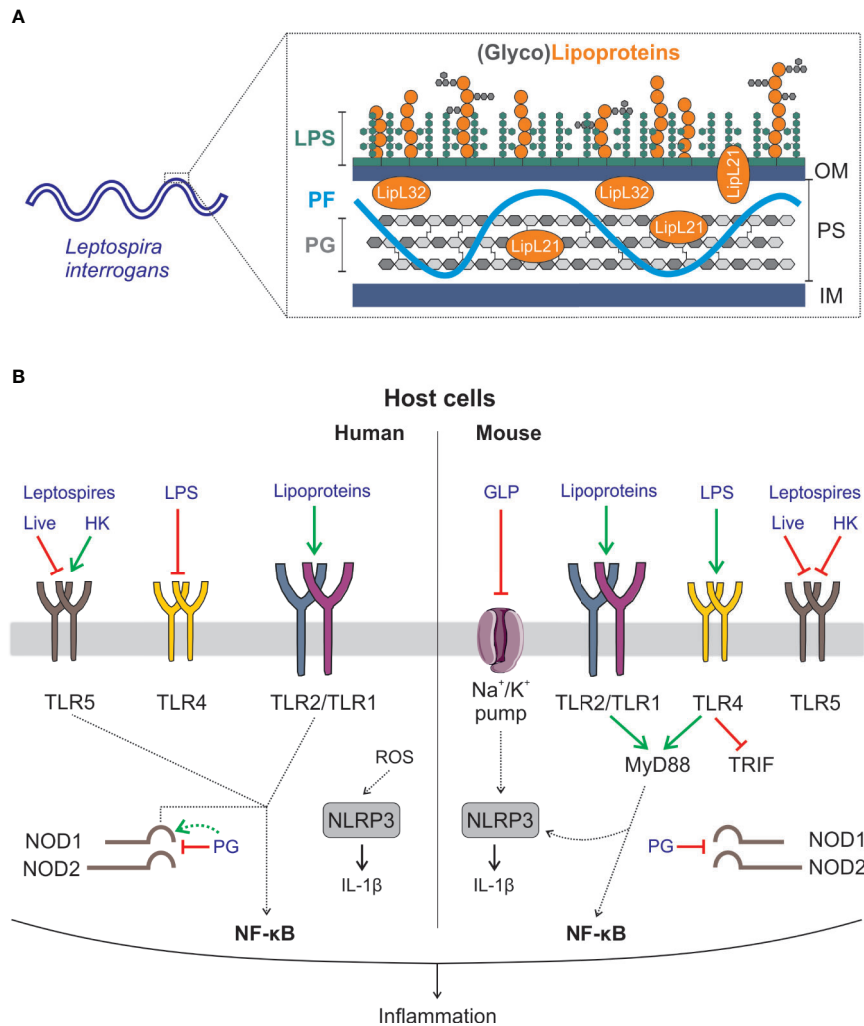 A
(Glyco)Lipoproteins
LPS
OM
LipL21
LipL32
LipL32
PF
PS
PG
LipL21
LipL21
IM
Leptospira
interrogans
B
Host cells
Human
Mouse
Leptospires
Live
HK
LPS
Lipoproteins
GLP
Lipoproteins
LPS
Leptospires
Live
HK
TLR5
TLR4
TLR2/TLR1
Na⁺/K⁺
pump
TLR2/TLR1
TLR4
TLR5
ROS
MyD88
TRIF
NLRP3
NLRP3
NOD1
NOD2
PG
PG
NOD1
NOD2
IL-1β
IL-1β
NF-κB
NF-κB
Inflammation